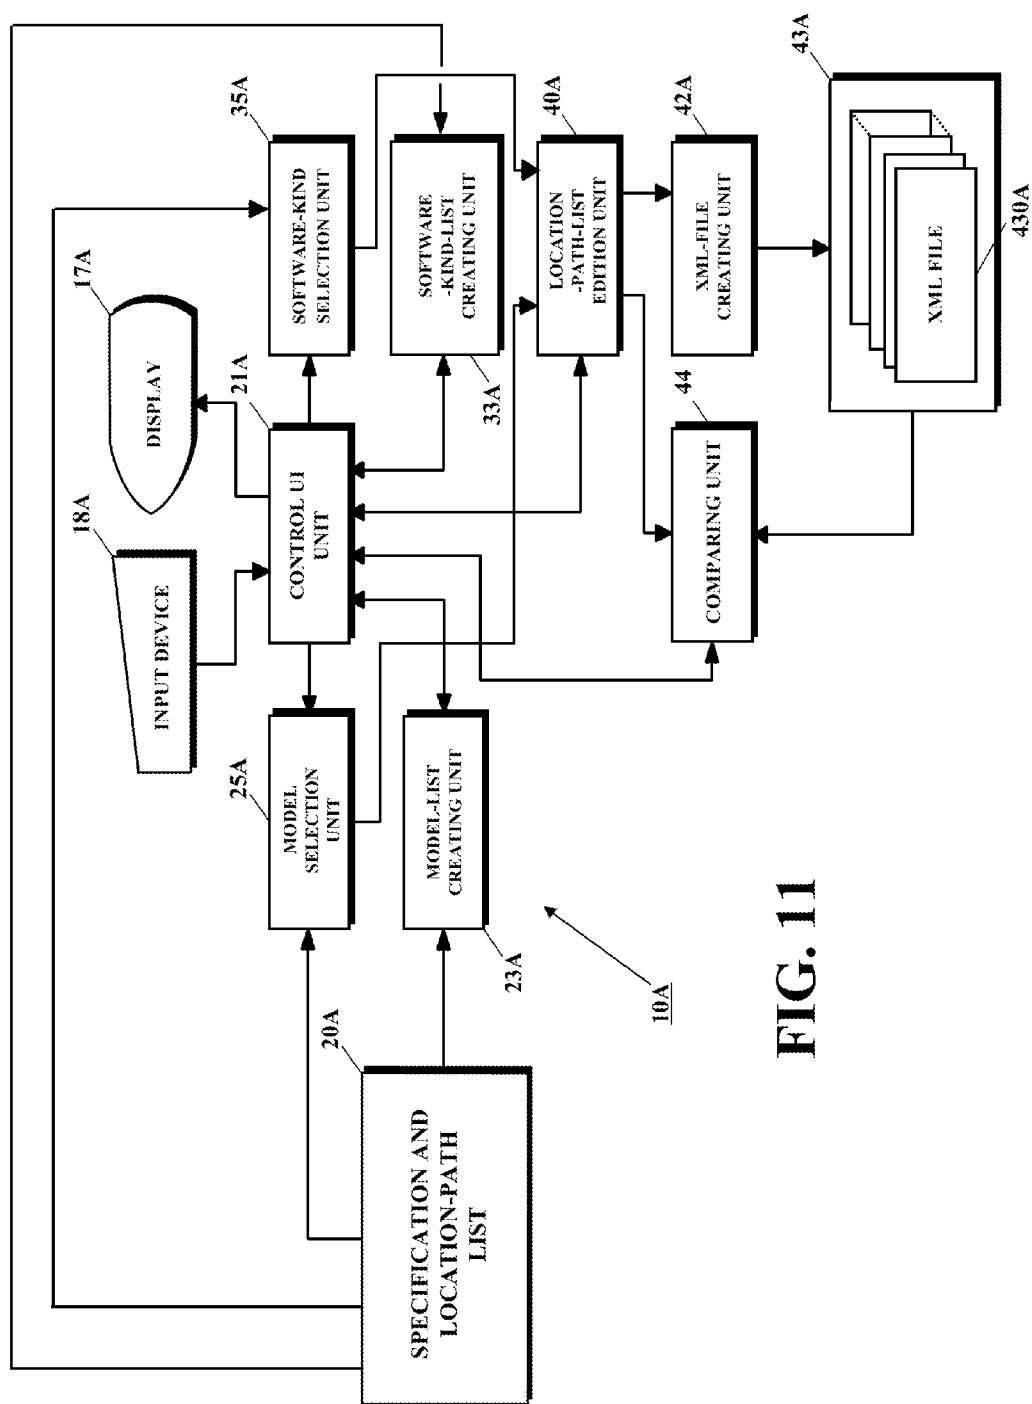 17A
DISPLAY
18A
INPUT DEVICE
35A
SOFTWARE-KIND
SELECTION UNIT
21A
CONTROL UI
UNIT
25A
MODEL
SELECTION
UNIT
20A
SPECIFICATION AND
LOCATION-PATH
LIST
SOFTWARE
-KIND-LIST
CREATING UNIT
33A
MODEL-LIST
CREATING UNIT
23A
40A
LOCATION
-PATH-LIST
EDITION UNIT
10A
42A
XML-FILE
CREATING UNIT
44
COMPARING UNIT
43A
XML FILE
430A
FIG. 11